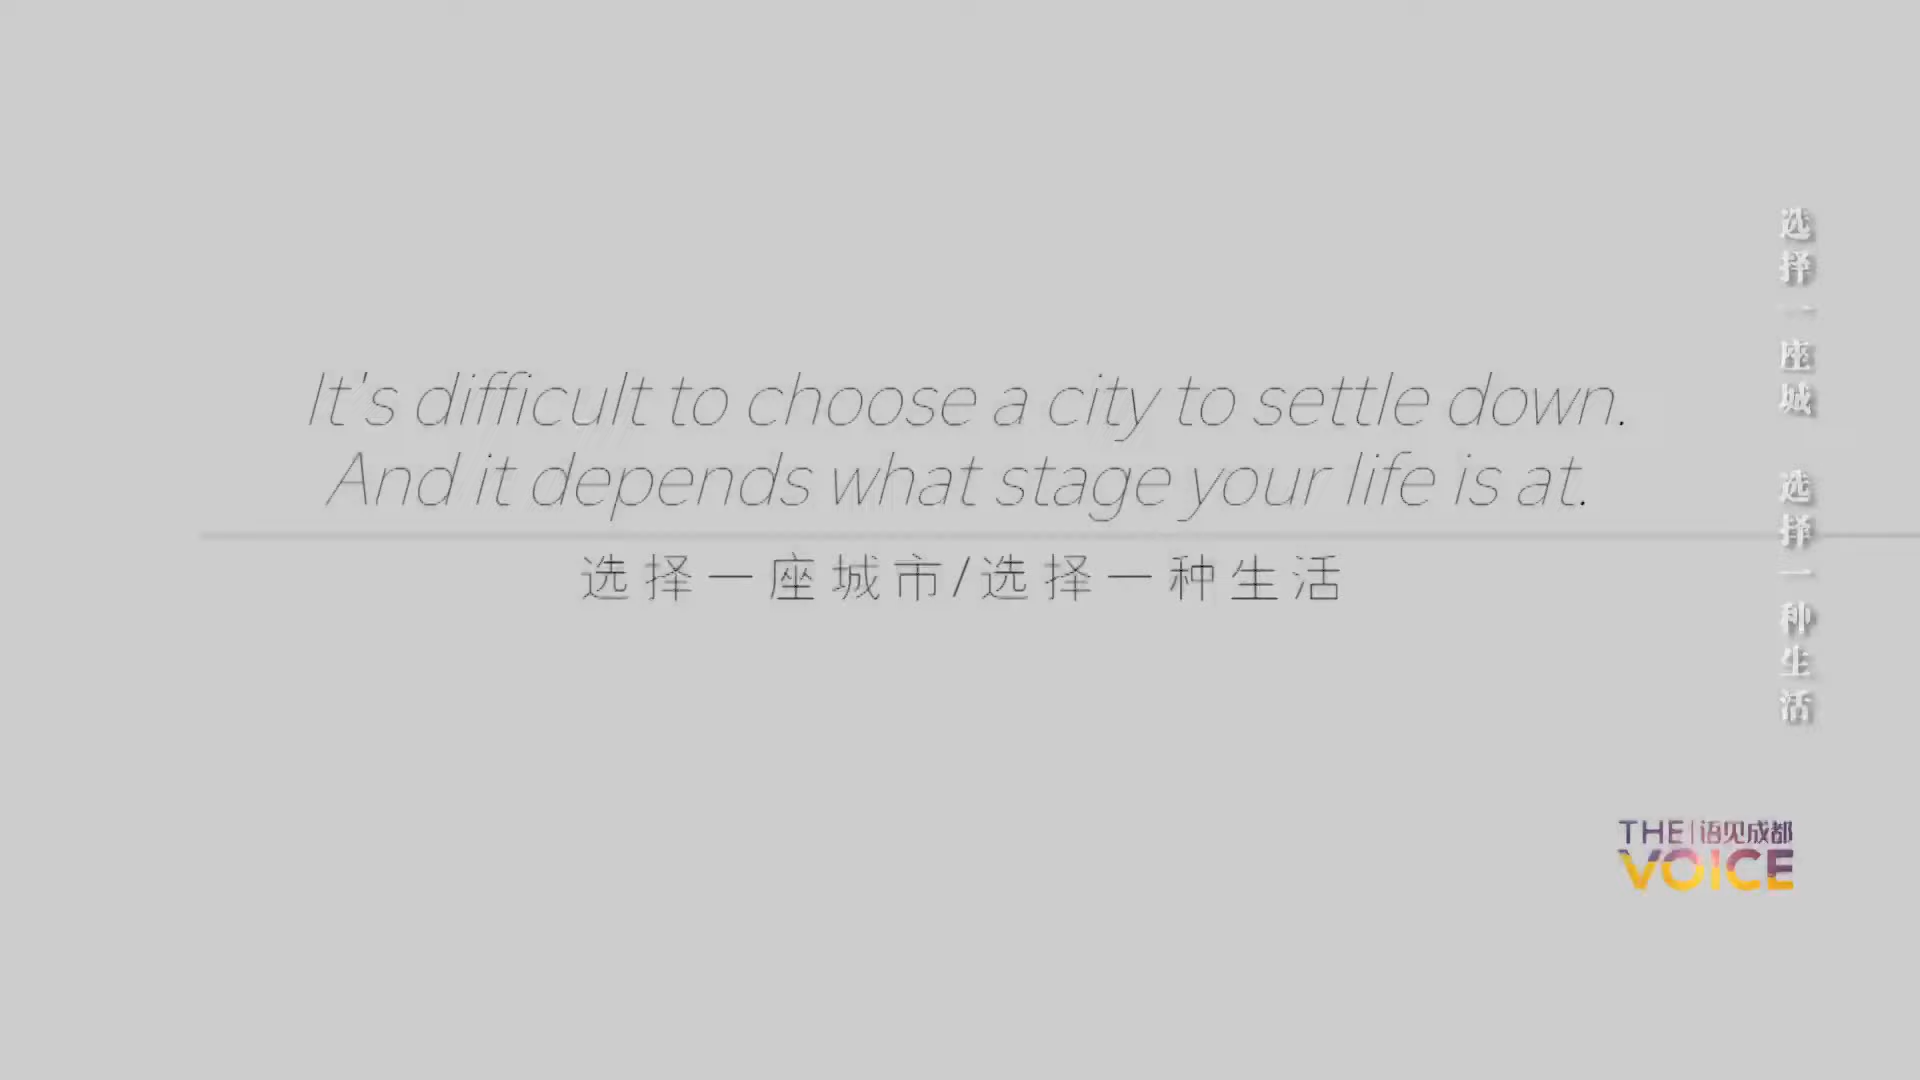 It's difficult to choose a city to settle down.
And it depends what stage your life is at.
选择一座城市/选择一种生活
选择一座城 选择一种生活
THE|语见成都
VOICE